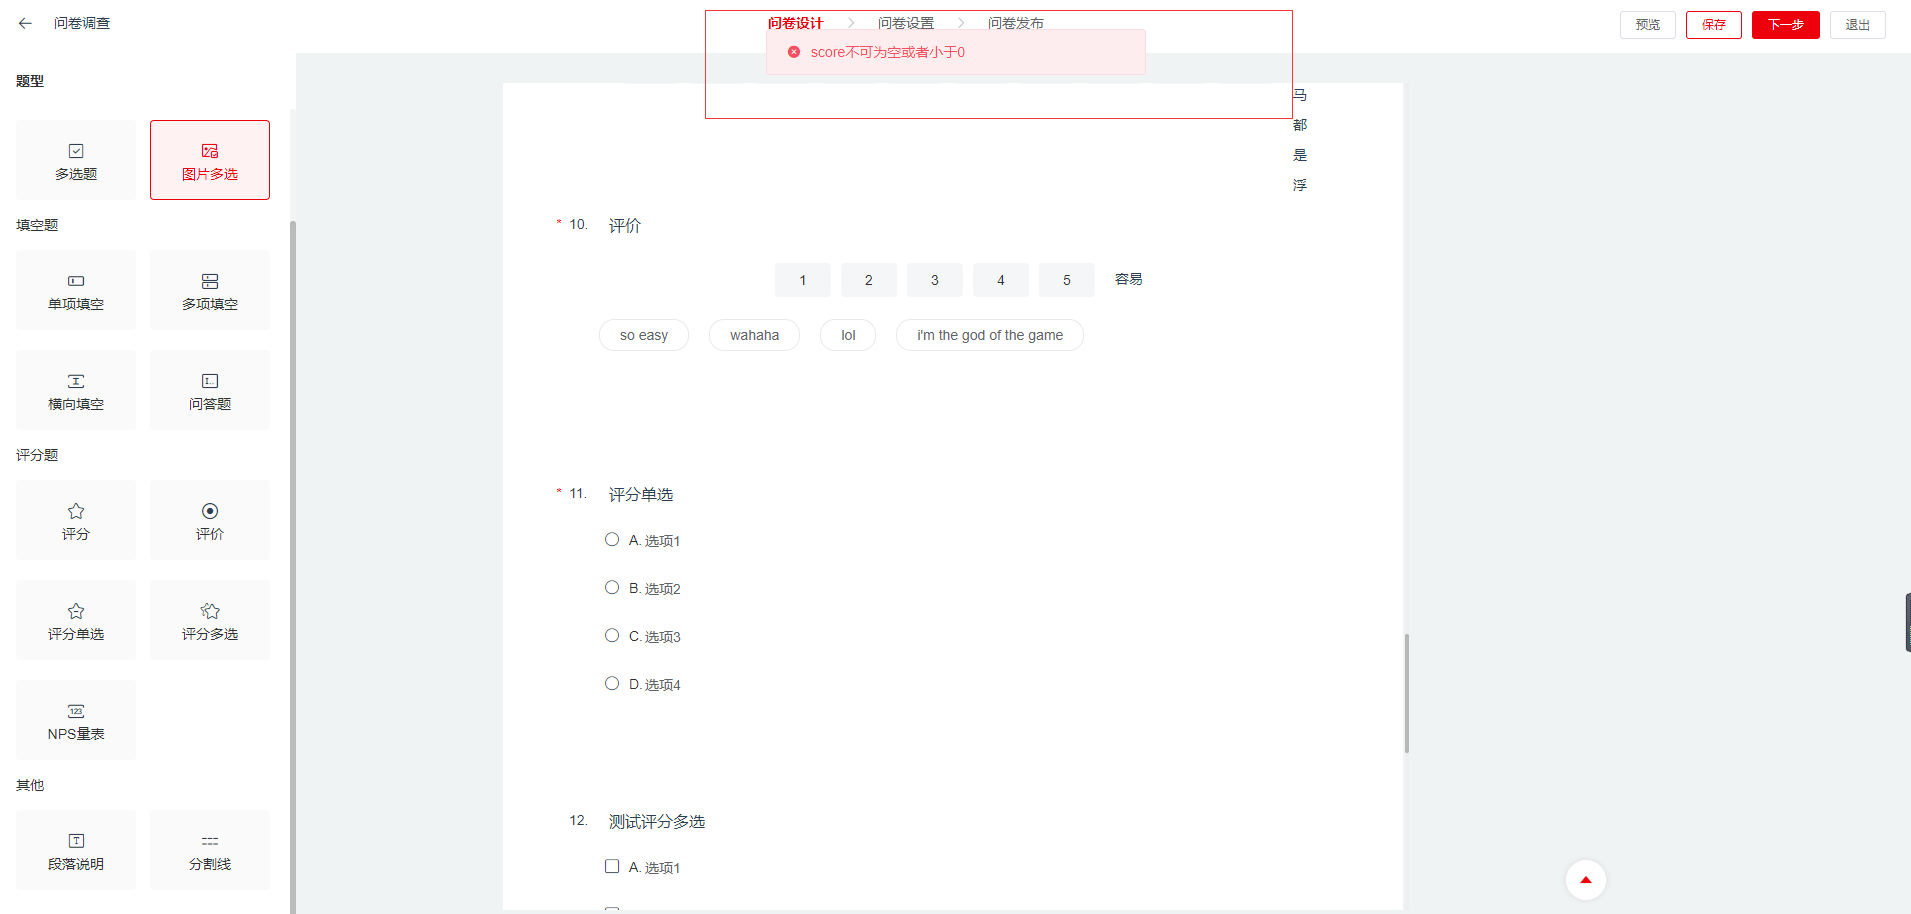 问卷调查
问卷设计
问卷设置
问卷发布
预览
保存
下一步
退出
score不可为空或者小于0
题型
多选题
图片多选
填空题
单项填空
多项填空
横向填空
问答题
评分题
评分
评价
评分单选
评分多选
NPS量表
其他
段落说明
分割线
马
都
是
浮
* 10. 评价
1 2 3 4 5 容易
so easy wahaha lol i'm the god of the game
* 11. 评分单选
A. 选项1
B. 选项2
C. 选项3
D. 选项4
12. 测试评分多选
A. 选项1